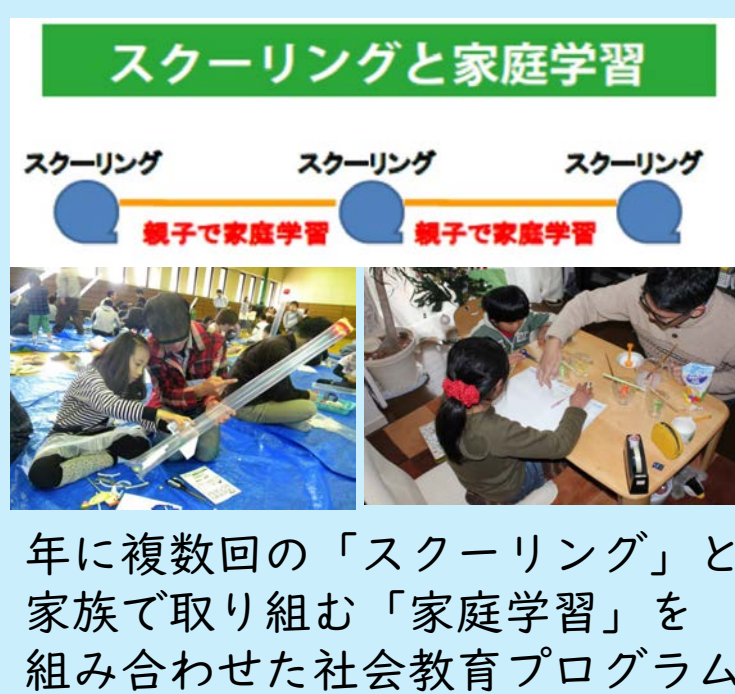 スクーリングと家庭学習
スクーリング スクーリング スクーリング
親子で家庭学習 親子で家庭学習
年に複数回の「スクーリング」と
家族で取り組む「家庭学習」を
組み合わせた社会教育プログラム